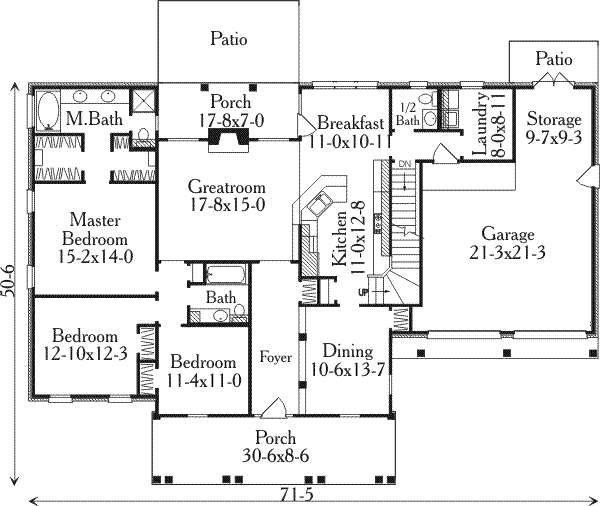 Patio
Patio
Porch
17-8x7-0
M.Bath
Breakfast
11-0x10-11
1/2
Bath
Laundry
8-0x8-11
Storage
9-7x9-3
DN
Greatroom
17-8x15-0
Kitchen
11-0x12-8
Master
Bedroom
15-2x14-0
Garage
21-3x21-3
50-6
Bath
UP
Bedroom
12-10x12-3
Bedroom
11-4x11-0
Foyer
Dining
10-6x13-7
Porch
30-6x8-6
71-5